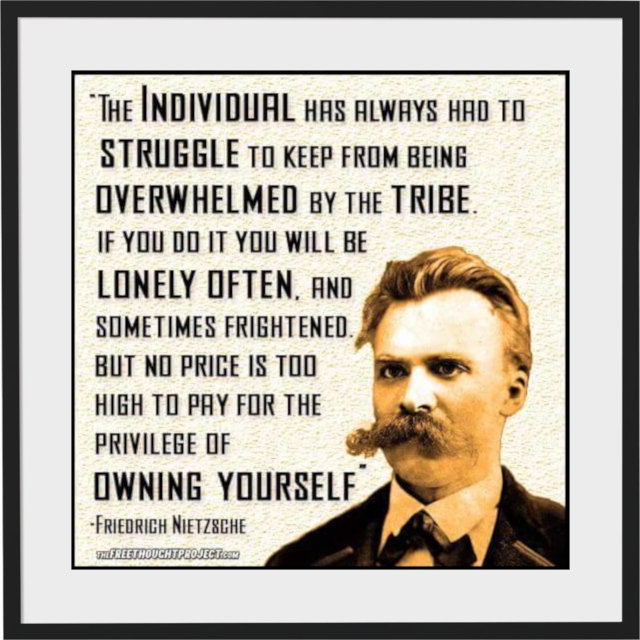 "The Individual has always had to
struggle to keep from being
overwhelmed by the tribe.
If you do it you will be
lonely often, and
sometimes frightened.
But no price is too
high to pay for the
privilege of
owning yourself"
-Friedrich Nietzsche
theFreeThoughtProject.com